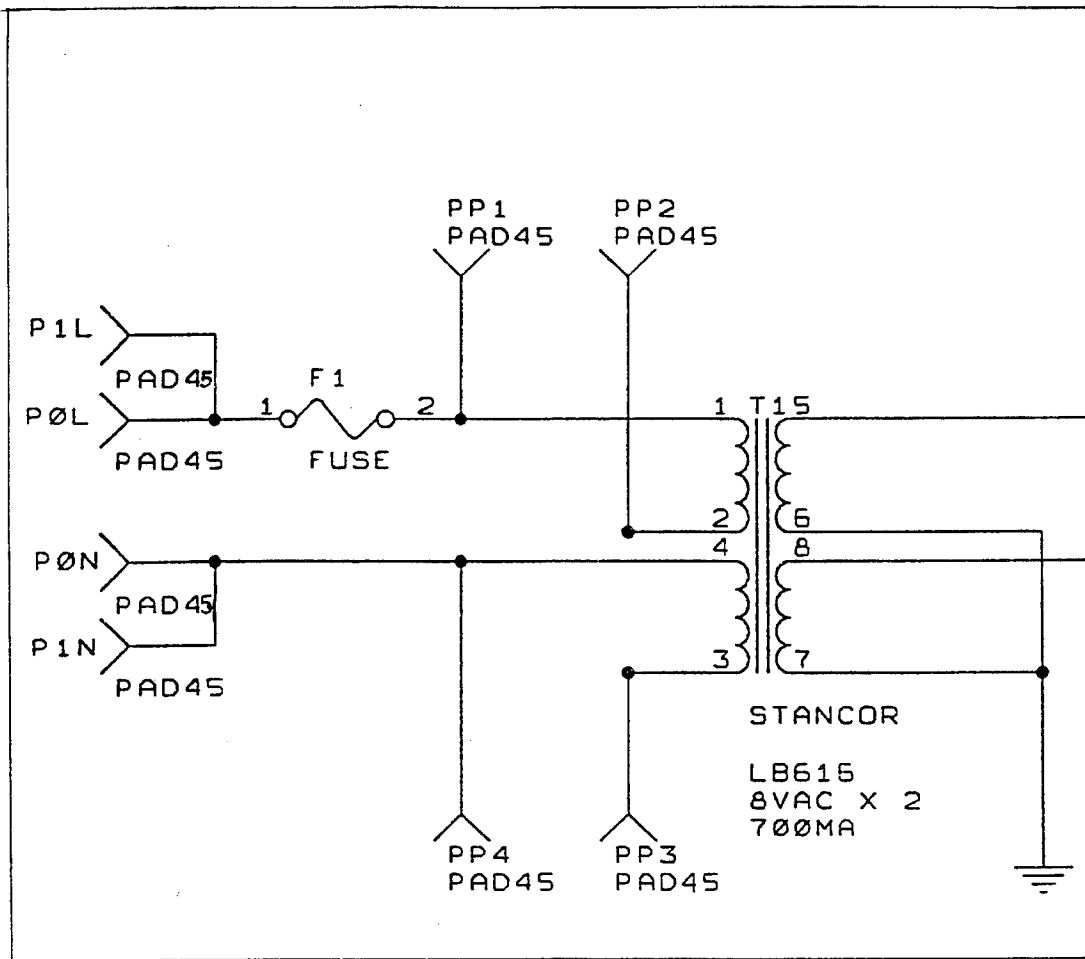 PP1
PAD45
PP2
PAD45
P1L
PAD45
PØL
PAD45
1
F1
2
FUSE
1
T1
5
2
6
4
8
3
7
PØN
PAD45
P1N
PAD45
STANCOR
LB615
8VAC X 2
700MA
PP4
PAD45
PP3
PAD45